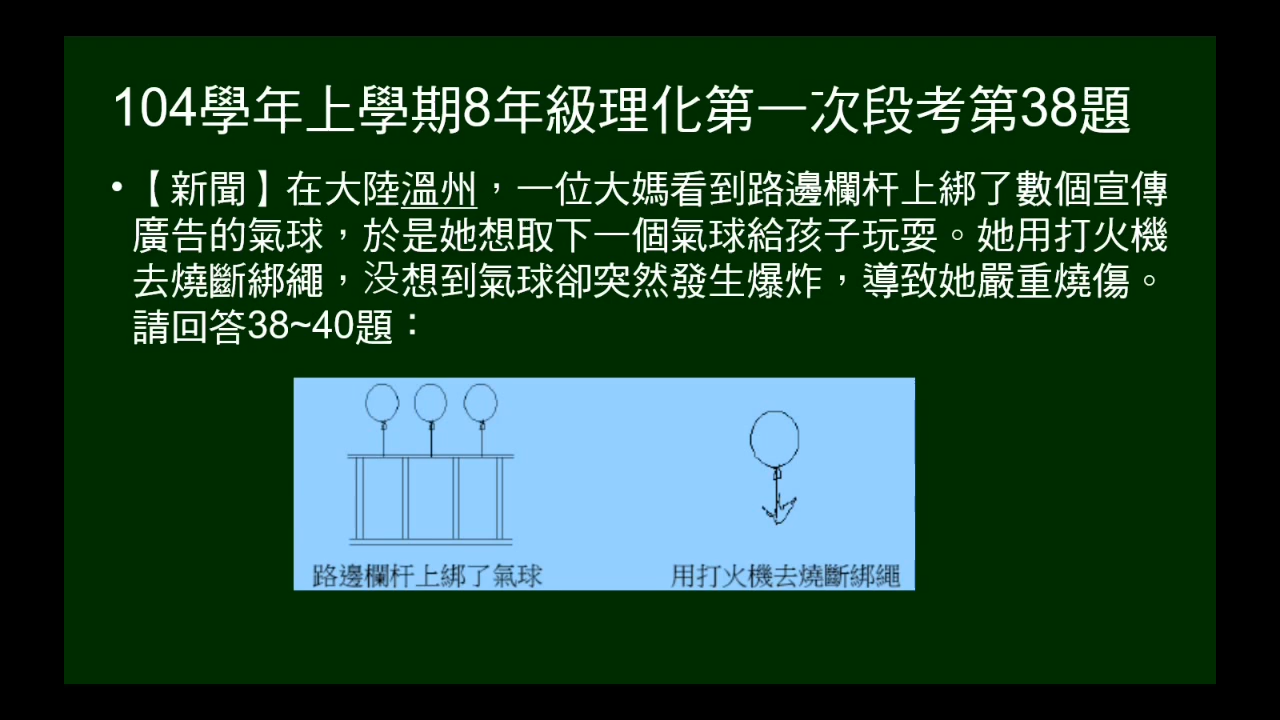 104學年上學期8年級理化第一次段考第38題
•【新聞】在大陸溫州，一位大媽看到路邊欄杆上綁了數個宣傳
廣告的氣球，於是她想取下一個氣球給孩子玩耍。她用打火機
去燒斷綁繩，沒想到氣球卻突然發生爆炸，導致她嚴重燒傷。
請回答38~40題：
路邊欄杆上綁了氣球
用打火機去燒斷綁繩